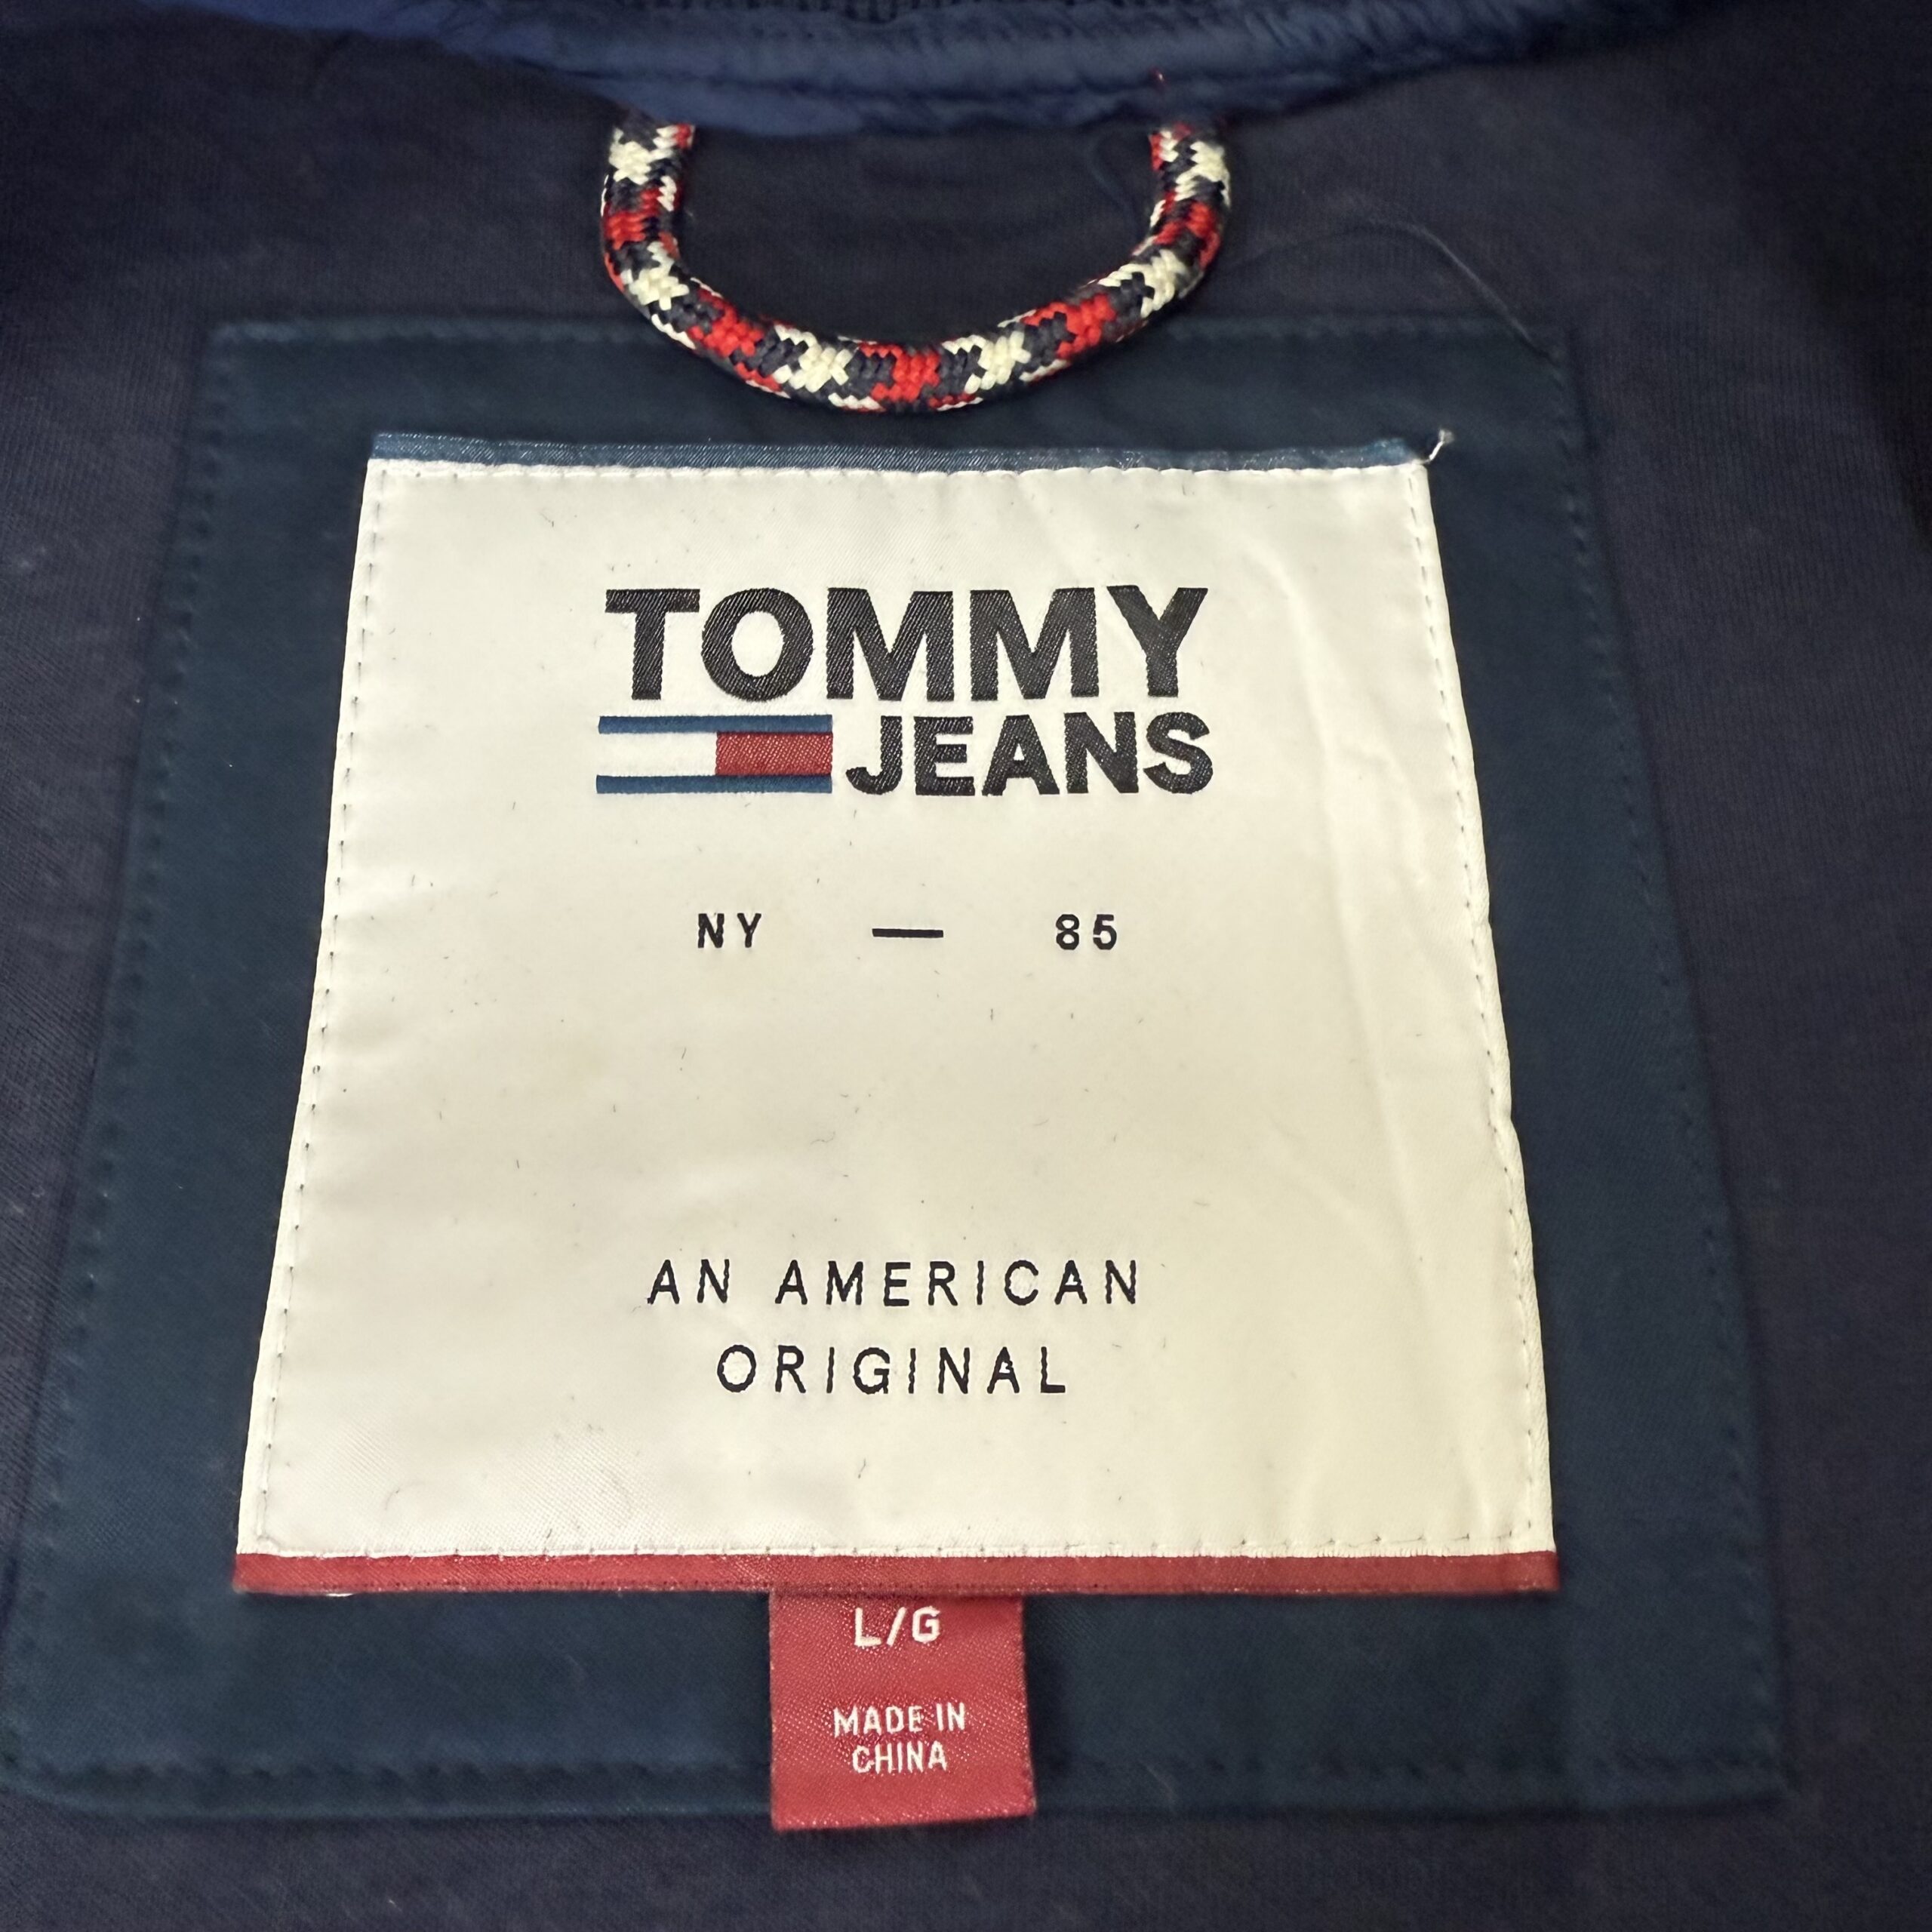 TOMMY
JEANS
NY — 85
AN AMERICAN
ORIGINAL
L/G
MADE IN
CHINA